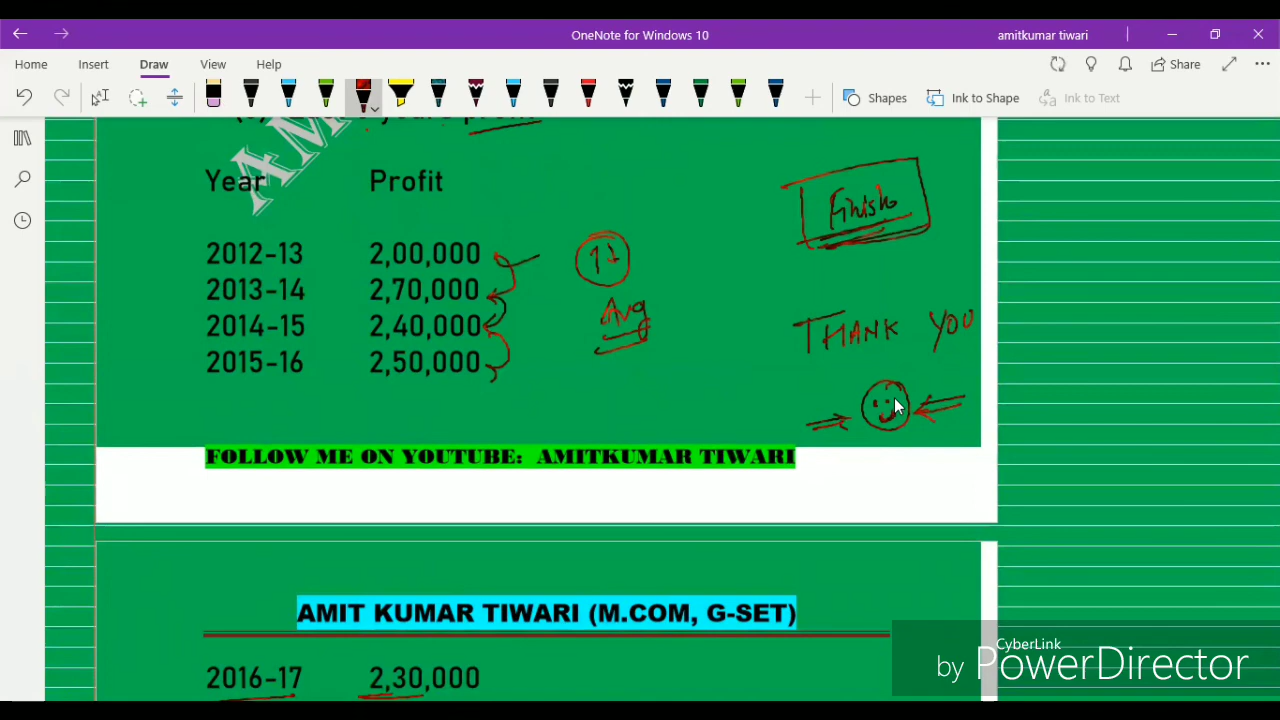 OneNote for Windows 10
amitkumar tiwari
Home Insert Draw View Help
Share
Shapes Ink to Shape Ink to Text
years profit
AM
Year Profit
2012-13 2,00,000
2013-14 2,70,000
2014-15 2,40,000
2015-16 2,50,000
Avg
Finish
THANK YOU
FOLLOW ME ON YOUTUBE: AMITKUMAR TIWARI
AMIT KUMAR TIWARI (M.COM, G-SET)
2016-17 2,30,000
by CyberLink
PowerDirector